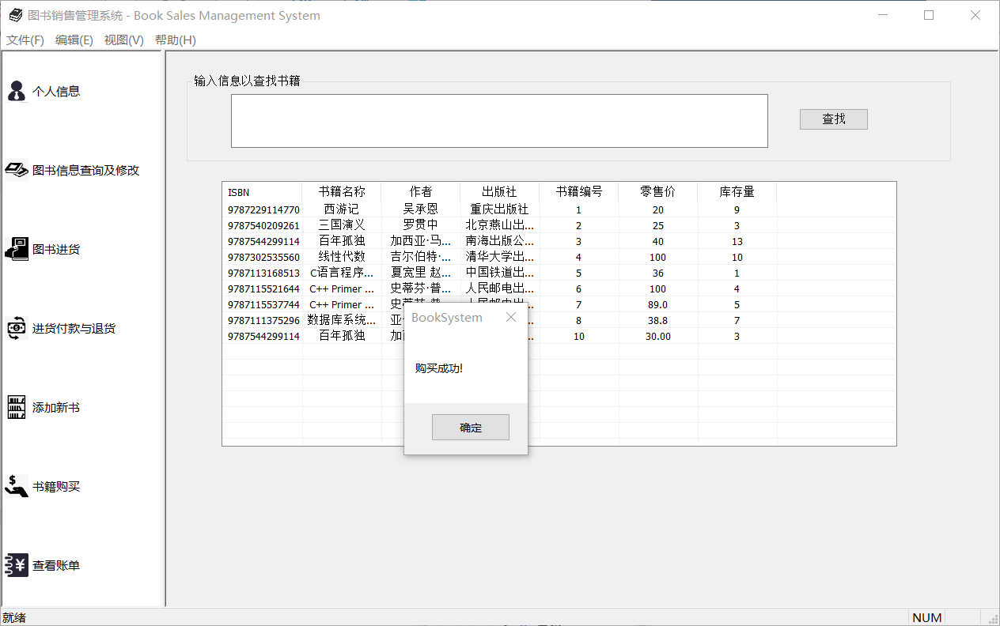 图书销售管理系统 - Book Sales Management System
文件(F) 编辑(E) 视图(V) 帮助(H)
个人信息
图书信息查询及修改
图书进货
进货付款与退货
添加新书
书籍购买
查看账单
输入信息以查找书籍
查找
ISBN 书籍名称 作者 出版社 书籍编号 零售价 库存量
9787229114770 西游记 吴承恩 重庆出版社 1 20 9
9787540209261 三国演义 罗贯中 北京燕山出... 2 25 3
9787544299114 百年孤独 加西亚·马... 南海出版公... 3 40 13
9787302535560 线性代数 吉尔伯特·... 清华大学出... 4 100 10
9787113168513 C语言程序... 夏宽里 赵... 中国铁道出... 5 36 1
9787115521644 C++ Primer ... 史蒂芬·普... 人民邮电出... 6 100 4
9787115537744 C++ Primer ... 史蒂芬·普... 人民邮电出... 7 89.0 5
9787111375296 数据库系统... 亚 .. 8 38.8 7
9787544299114 百年孤独 加 .. 10 30.00 3
BookSystem
购买成功!
确定
就绪 NUM